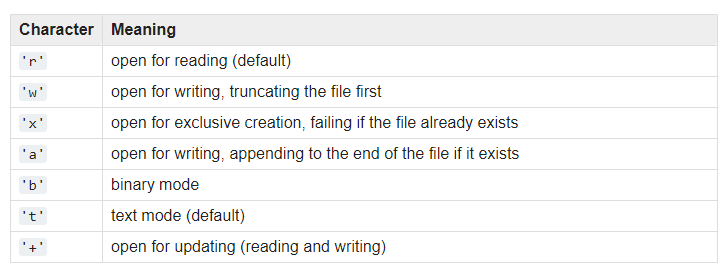 Character Meaning
'r' open for reading (default)
'w' open for writing, truncating the file first
'x' open for exclusive creation, failing if the file already exists
'a' open for writing, appending to the end of the file if it exists
'b' binary mode
't' text mode (default)
'+' open for updating (reading and writing)